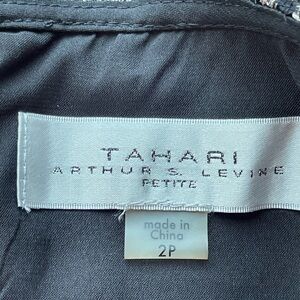 TAHARI
ARTHUR S. LEVINE
PETITE
made in
China
2P